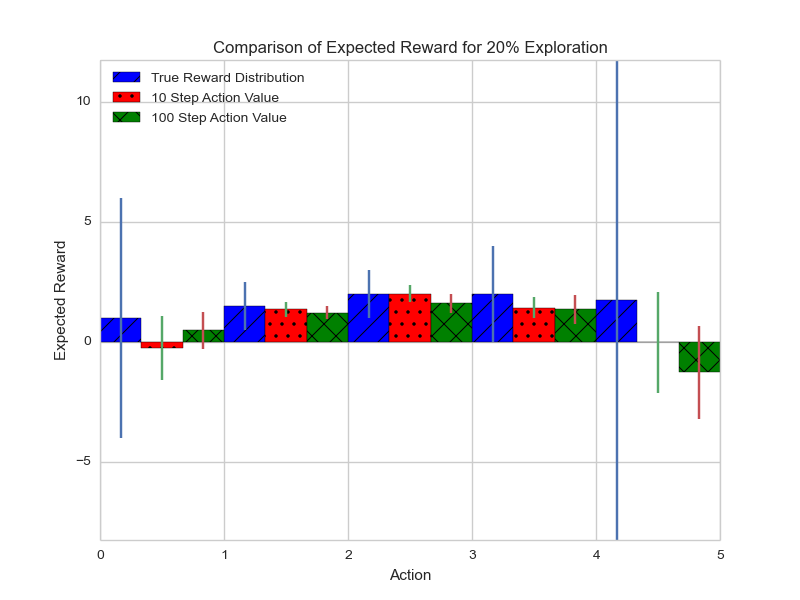 Comparison of Expected Reward for 20% Exploration
True Reward Distribution
10 Step Action Value
100 Step Action Value
Expected Reward
10
5
0
−5
0 1 2 3 4 5
Action